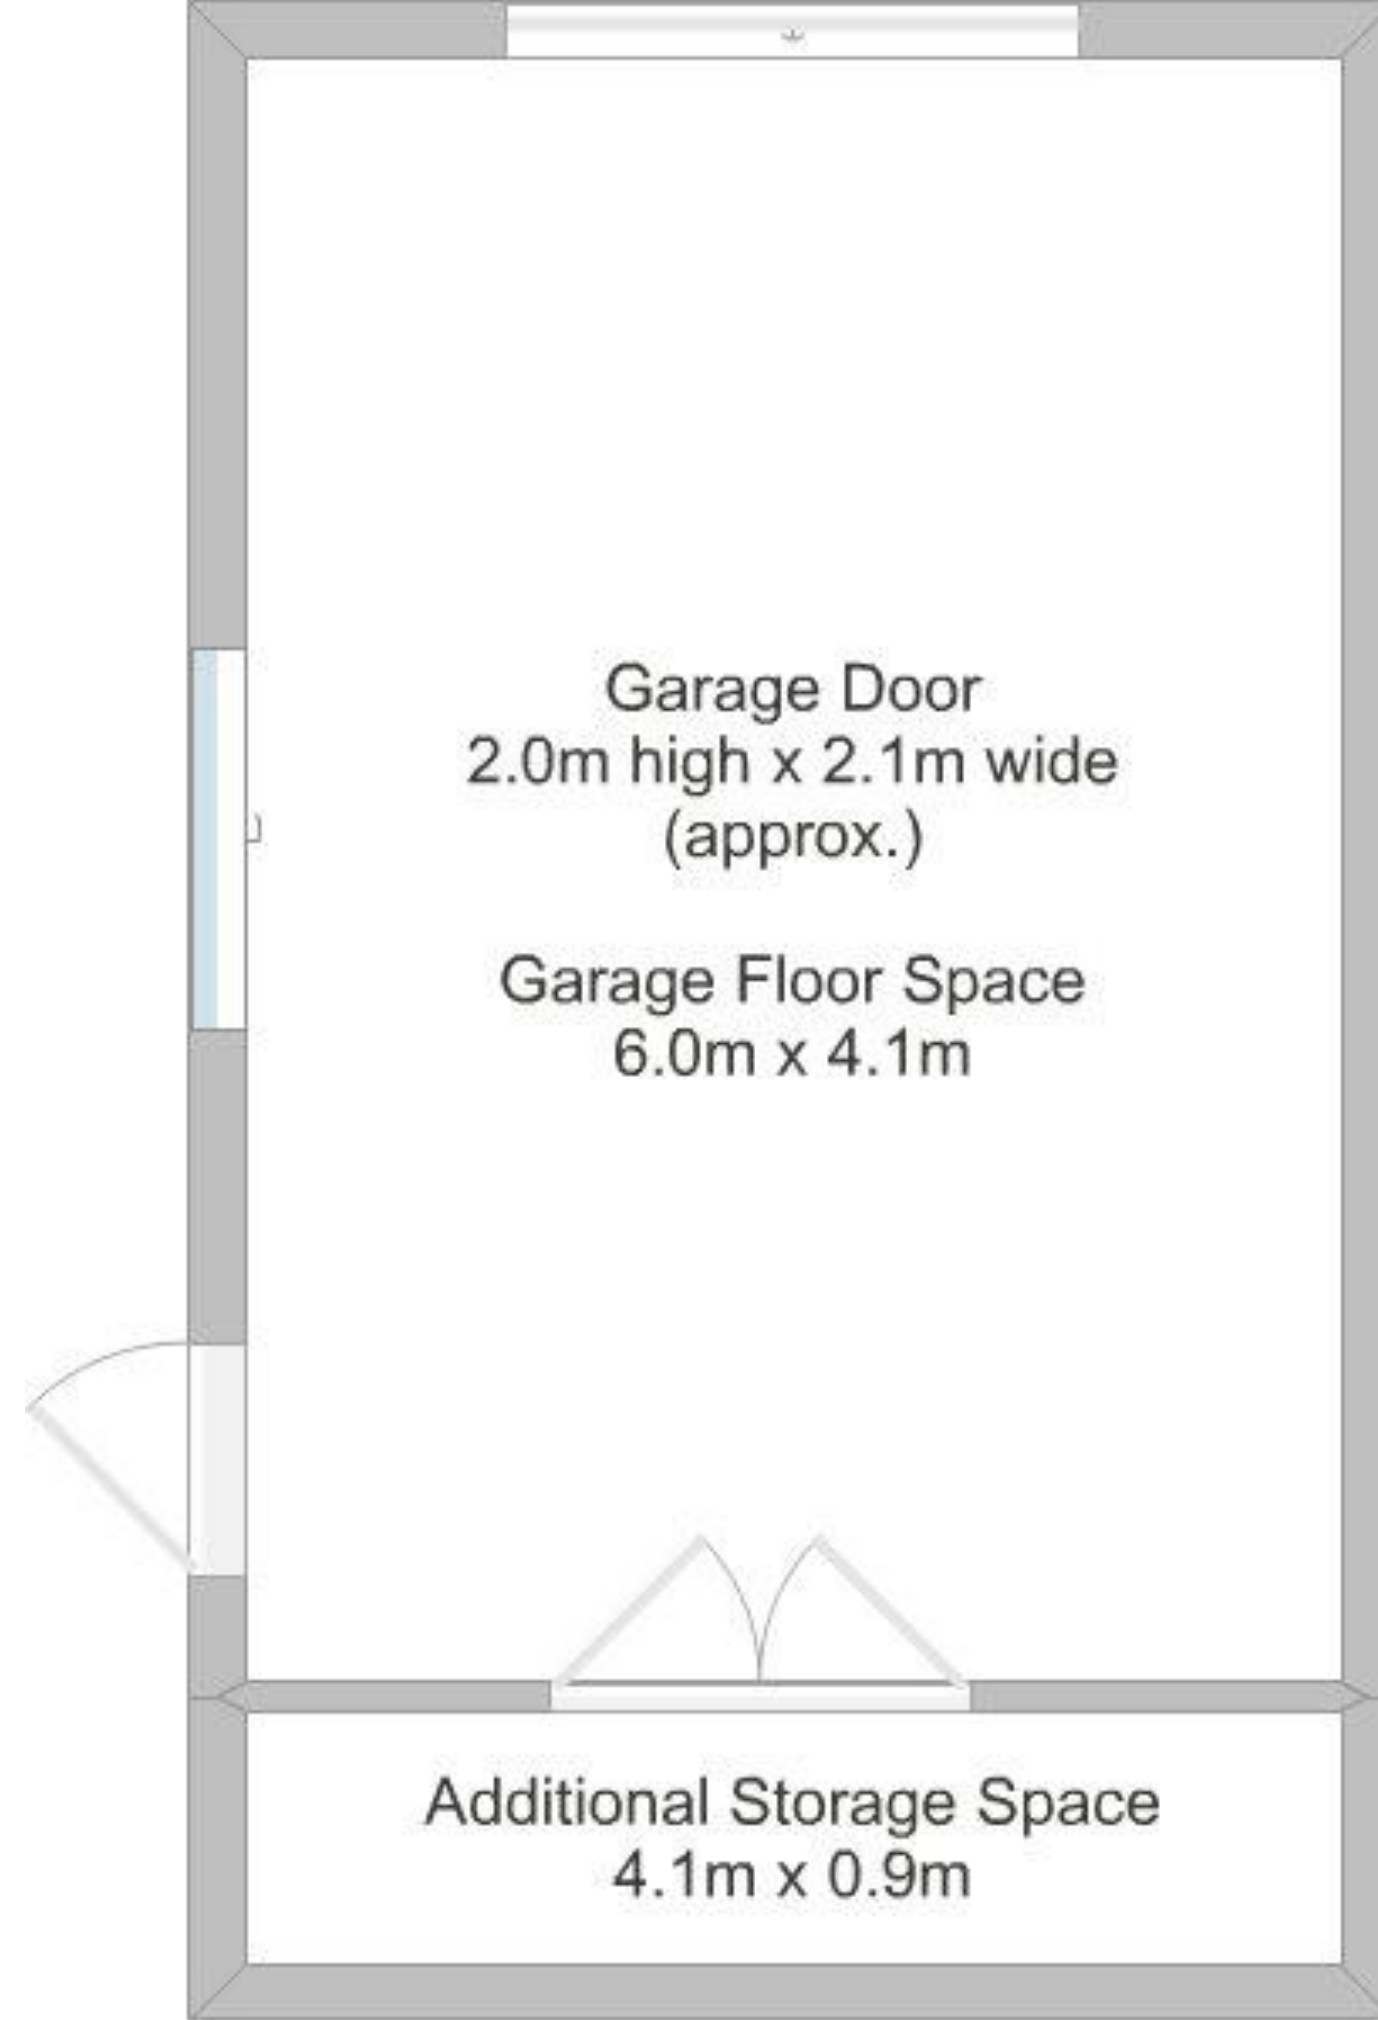 Garage Door
2.0m high x 2.1m wide
(approx.)
Garage Floor Space
6.0m x 4.1m
Additional Storage Space
4.1m x 0.9m